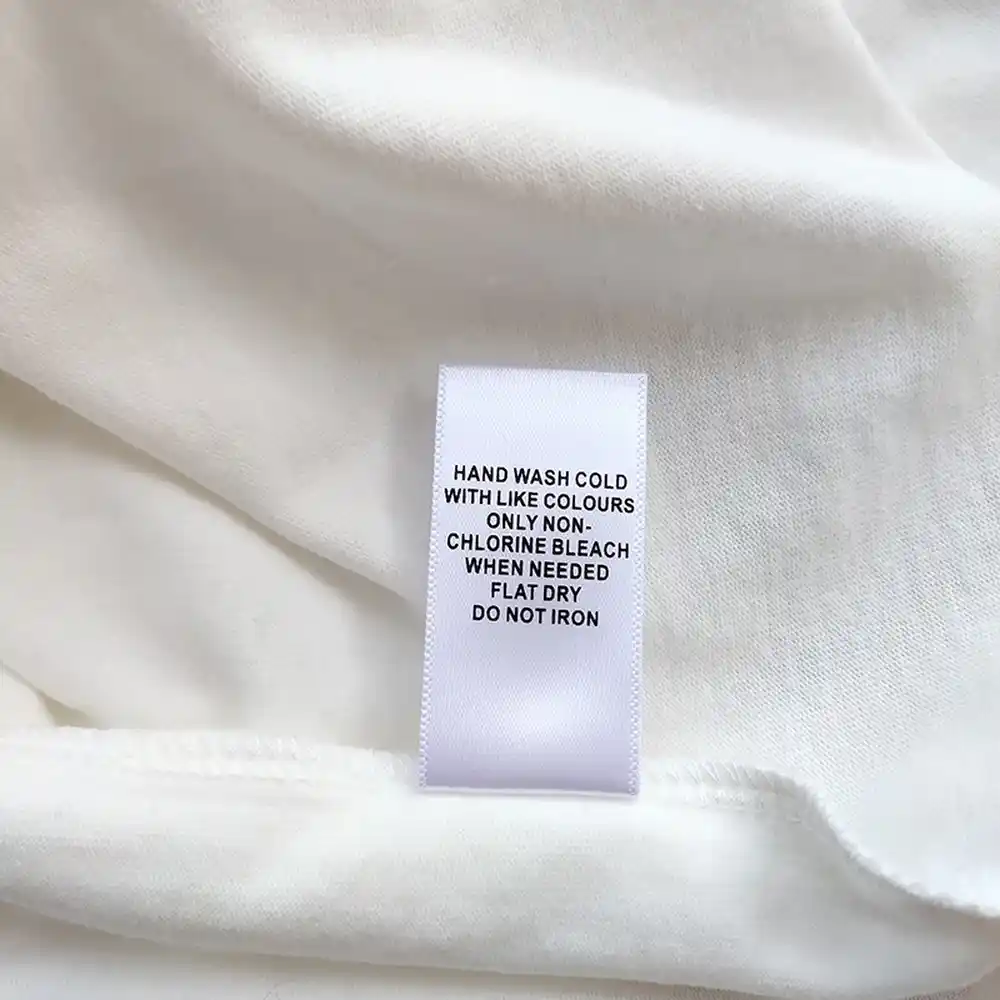 HAND WASH COLD
WITH LIKE COLOURS
ONLY NON-
CHLORINE BLEACH
WHEN NEEDED
FLAT DRY
DO NOT IRON